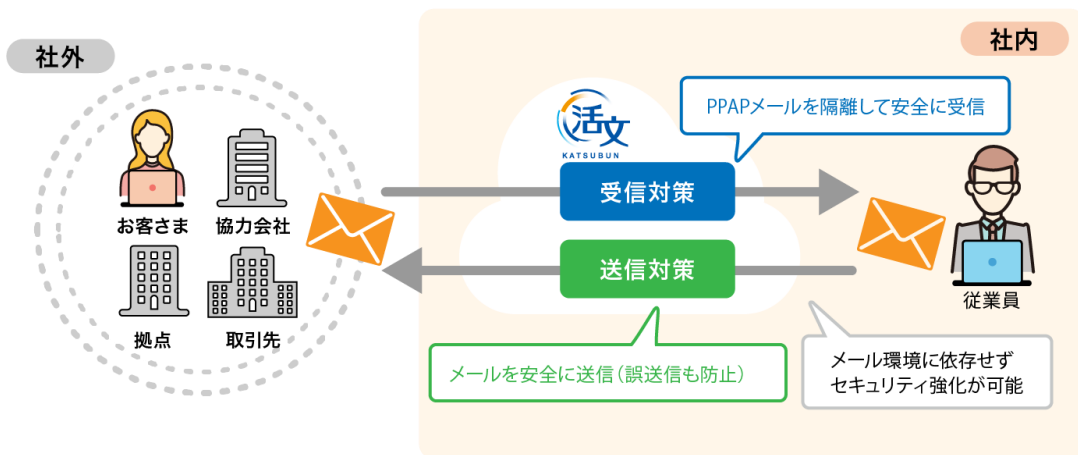 社外
社内
PPAPメールを隔離して安全に受信
活文
KATSUBUN
受信対策
お客さま
協力会社
送信対策
従業員
拠点
取引先
メールを安全に送信(誤送信も防止)
メール環境に依存せず
セキュリティ強化が可能